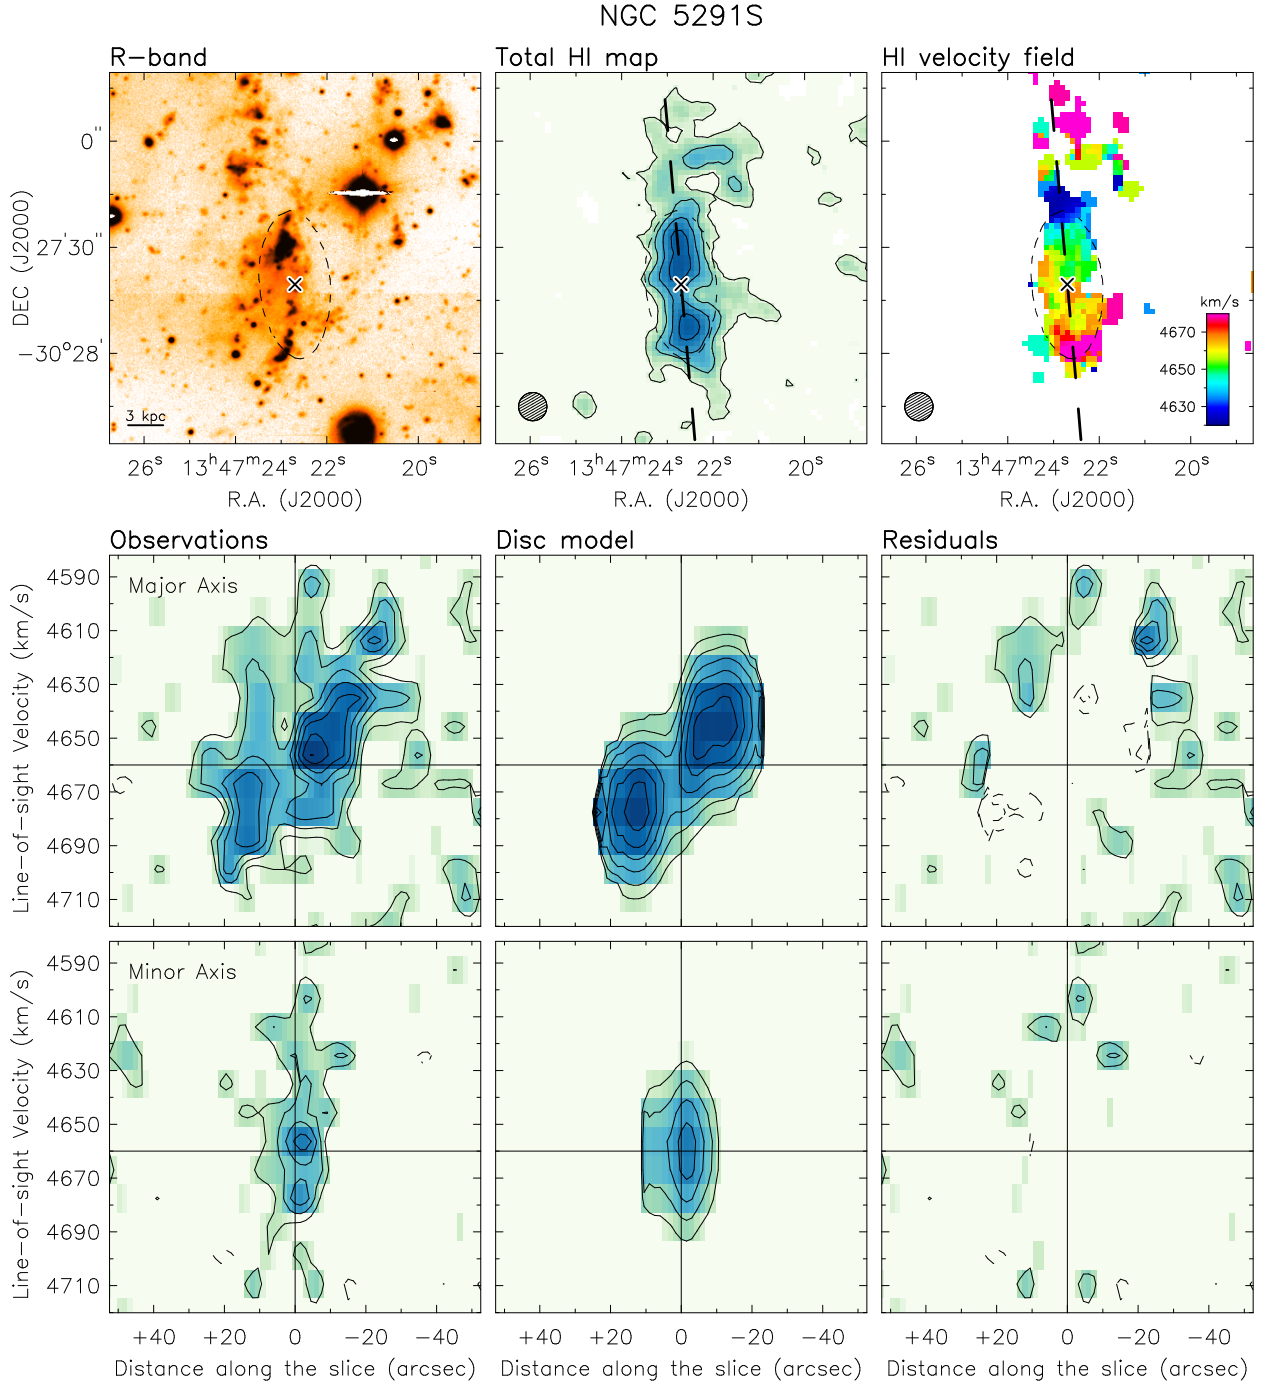 NGC 5291S
R-band
Total HI map
HI velocity field
DEC (J2000)
0"
27'30"
-30°28'
3 kpc
km/s
4670
4650
4630
26s 13h47m24s 22s 20s
26s 13h47m24s 22s 20s
26s 13h47m24s 22s 20s
R.A. (J2000)
R.A. (J2000)
R.A. (J2000)
Observations
Disc model
Residuals
Major Axis
Line-of-sight Velocity (km/s)
4590
4610
4630
4650
4670
4690
4710
Minor Axis
Line-of-sight Velocity (km/s)
4590
4610
4630
4650
4670
4690
4710
+40 +20 0 -20 -40
+40 +20 0 -20 -40
+40 +20 0 -20 -40
Distance along the slice (arcsec)
Distance along the slice (arcsec)
Distance along the slice (arcsec)